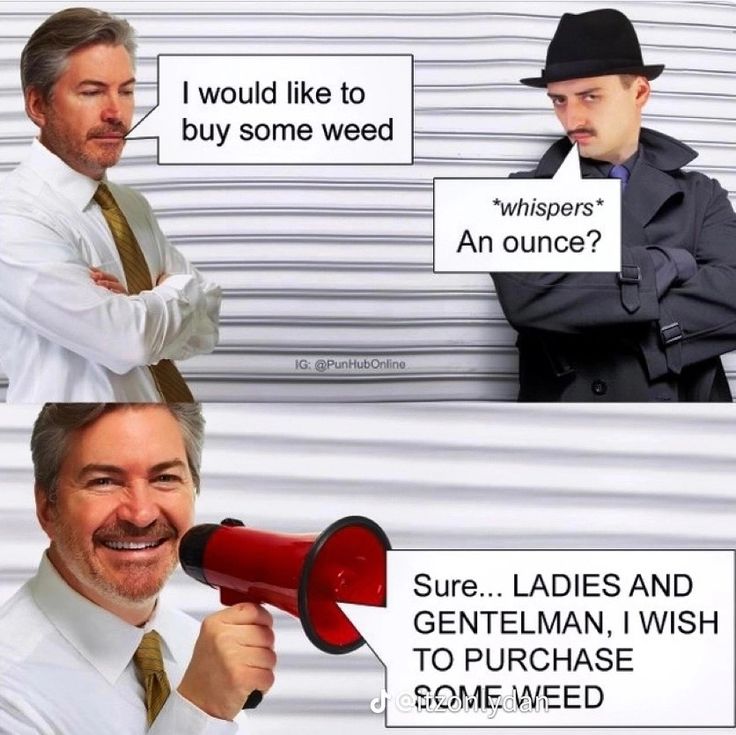 I would like to
buy some weed
*whispers*
An ounce?
IG: @PunHubOnline
Sure... LADIES AND
GENTELMAN, I WISH
TO PURCHASE
SOME WEED
@itzonlydan